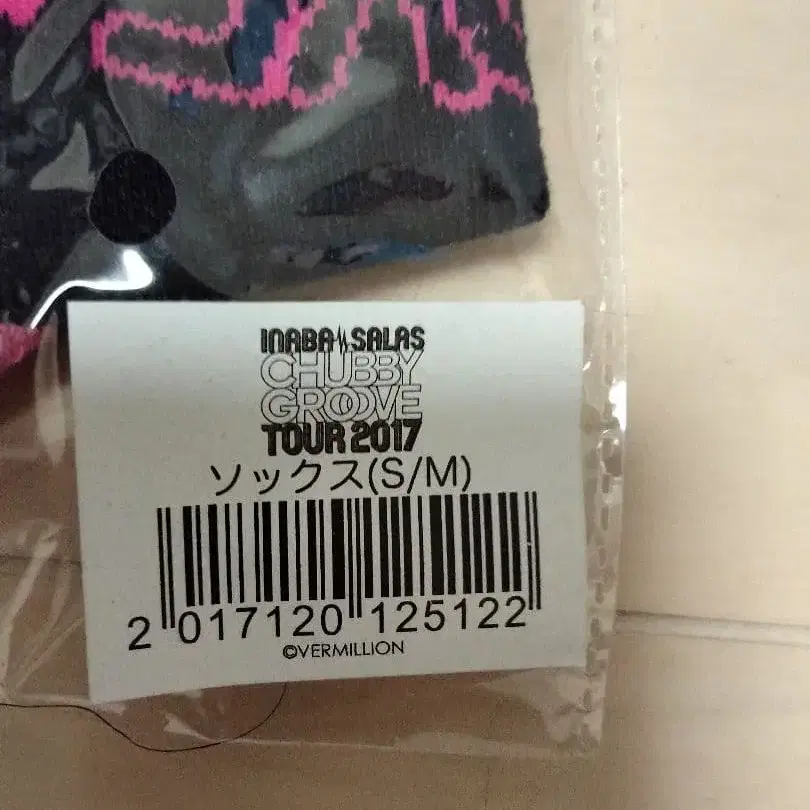 INABA SALAS
CHUBBY
GROOVE
TOUR 2017
ソックス(S/M)
2 017120 125122
©VERMILLION